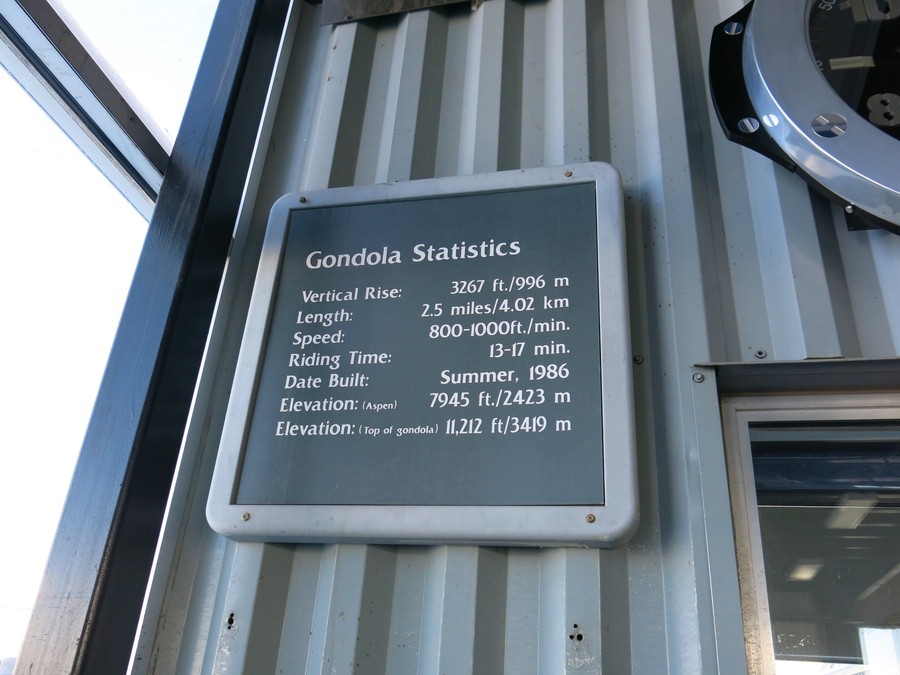 Gondola Statistics
Vertical Rise: 3267 ft./996 m
Length: 2.5 miles/4.02 km
Speed: 800-1000ft./min.
Riding Time: 13-17 min.
Date Built: Summer, 1986
Elevation: (Aspen) 7945 ft./2423 m
Elevation: (Top of gondola) 11,212 ft/3419 m
50
8